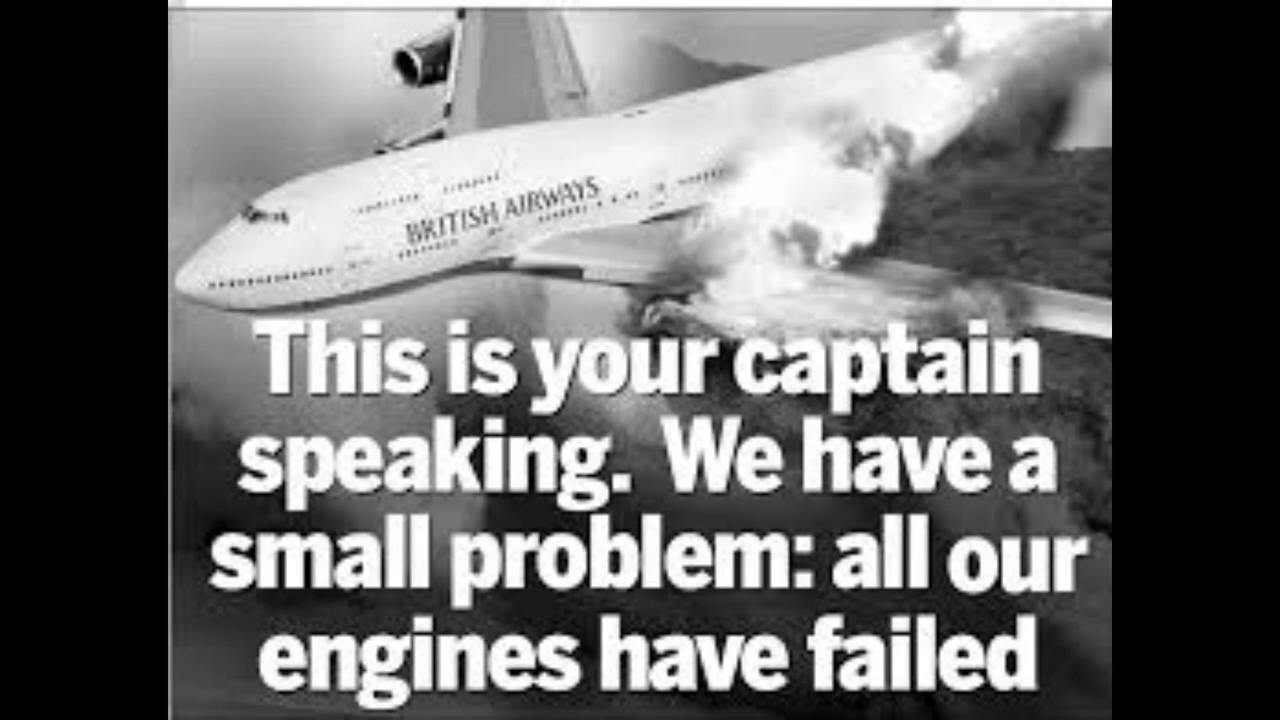 BRITISH AIRWAYS
This is your captain
speaking. We have a
small problem: all our
engines have failed